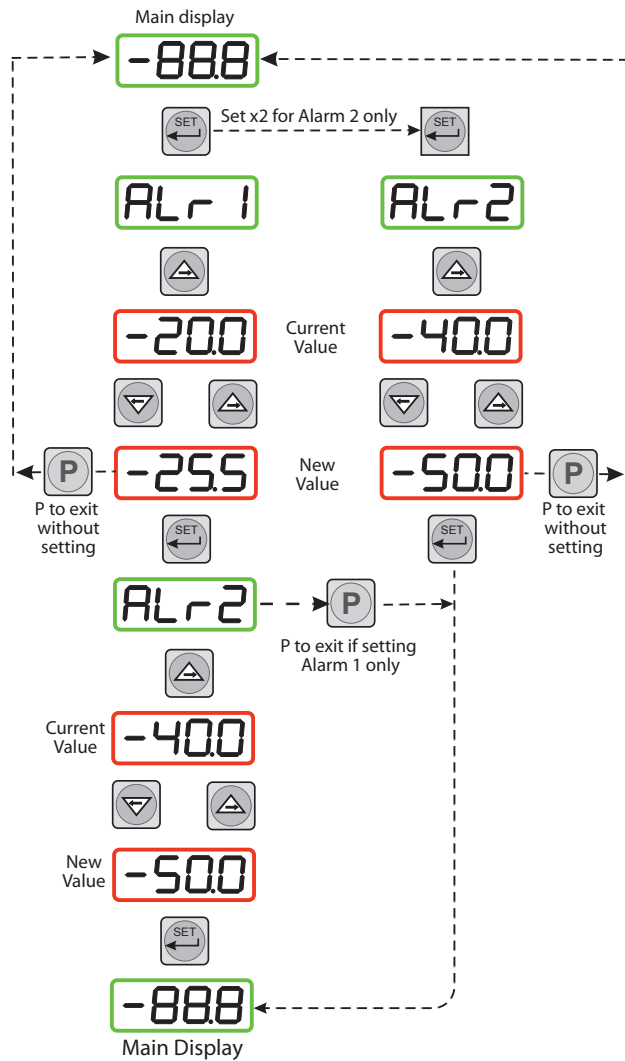 Main display
-88.8
SET
Set x2 for Alarm 2 only
SET
ALr 1
ALr2
-20.0
Current
Value
-40.0
P
-25.5
New
Value
-50.0
P
P to exit
without
setting
P to exit
without
setting
SET
SET
ALr2
P
P to exit if setting
Alarm 1 only
Current
Value
-40.0
New
Value
-50.0
SET
-88.8
Main Display